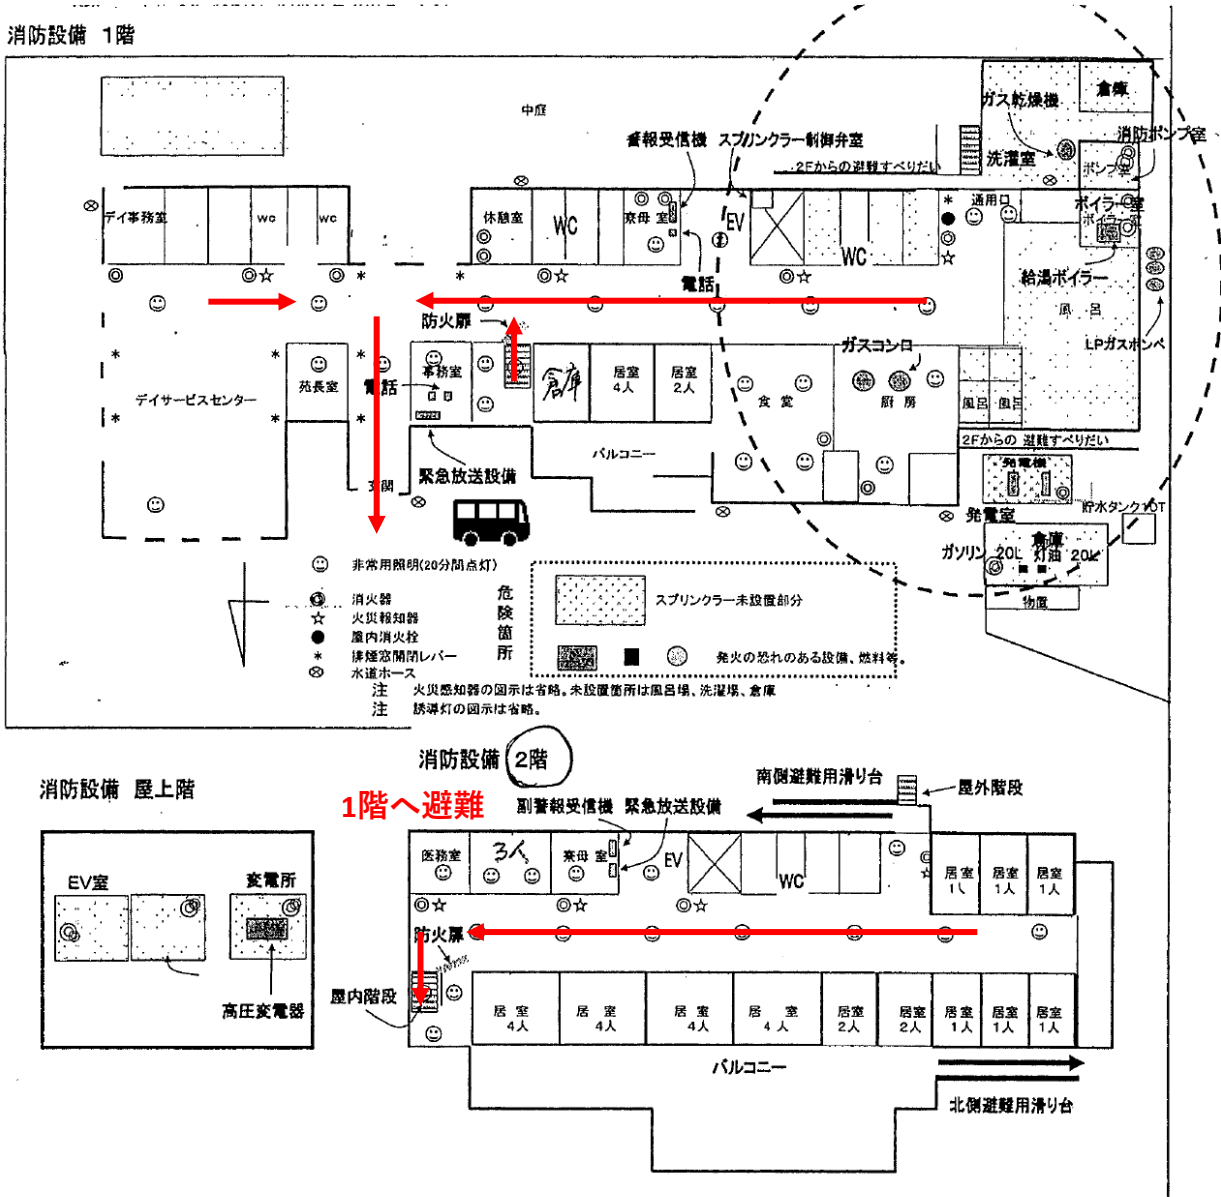 消防設備 1階
中庭
警報受信機
スプリンクラー制御弁室
2Fからの避難すべりだい
ガス乾燥機
倉庫
消防ポンプ室
洗濯室
ポンプ室
ボイラー室
ボイラー室
通用口
デイ事務室
wc
wc
休憩室
WC
寮母 室
EV
WC
電話
給湯ボイラー
風 呂
LPガスボンベ
防火扉
ガスコンロ
苑長室
電話
事務室
倉庫
居室
4人
居室
2人
食 堂
厨 房
風呂
風呂
デイサービスセンター
2Fからの 避難すべりだい
バルコニー
緊急放送設備
玄関
発電機
発電室
貯水タンク10T
倉庫
ガソリン 20L 灯油 20L
物置
非常用照明(20分間点灯)
消火器
火災報知器
屋内消火栓
排煙窓開閉レバー
水道ホース
危険箇所
スプリンクラー未設置部分
発火の恐れのある設備、燃料等。
注 火災感知器の図示は省略。未設置箇所は風呂場、洗濯場、倉庫
注 誘導灯の図示は省略。
消防設備 2階
消防設備 屋上階
1階へ避難
副警報受信機 緊急放送設備
南側避難用滑り台
屋外階段
医務室
3人
寮母 室
EV
WC
居室
1人
居室
1人
居室
1人
EV室
変電所
高圧変電器
防火扉
屋内階段
居 室
4人
居 室
4人
居 室
4人
居 室
4 人
居室
2人
居室
2人
居室
1人
居室
1人
居室
1人
バルコニー
北側避難用滑り台